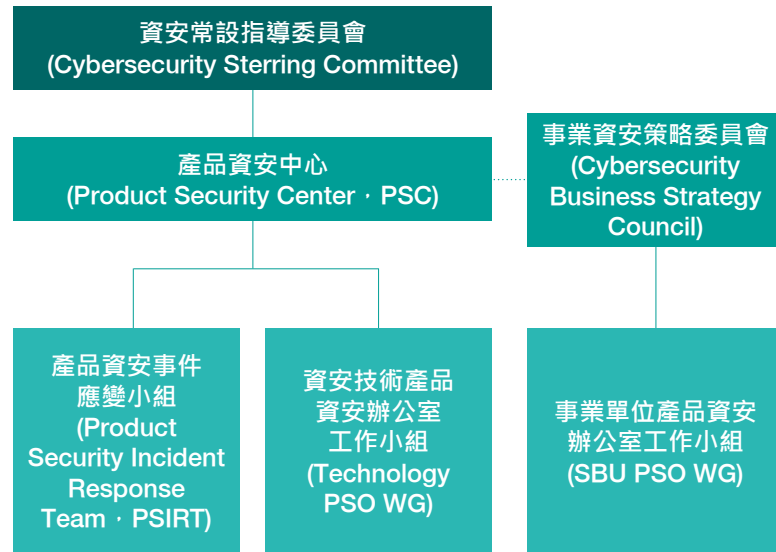 資安常設指導委員會
(Cybersecurity Sterring Committee)
產品資安中心
(Product Security Center，PSC)
事業資安策略委員會
(Cybersecurity
Business Strategy
Council)
產品資安事件
應變小組
(Product
Security Incident
Response
Team，PSIRT)
資安技術產品
資安辦公室
工作小組
(Technology
PSO WG)
事業單位產品資安
辦公室工作小組
(SBU PSO WG)